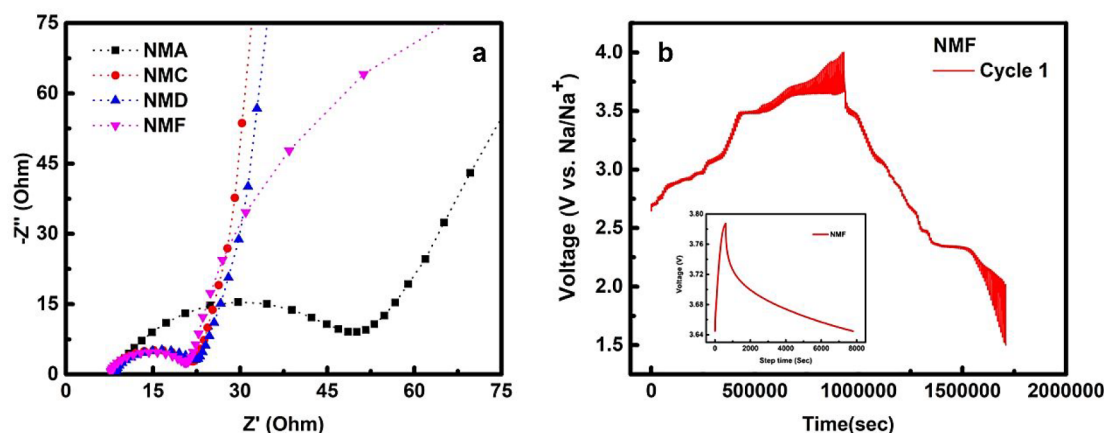 a
NMA
NMC
NMD
NMF
-Z'' (Ohm)
-75
60
45
30
15
0
0 15 30 45 60 75
Z' (Ohm)
b
NMF
Cycle 1
Voltage (V vs. Na/Na+
)
4.0
3.5
3.0
2.5
2.0
1.5
0 500000 1000000 1500000 2000000
Time(sec)
NMF
Voltage (V)
3.80
3.76
3.72
3.68
3.64
0 2000 4000 6000 8000
Step time (Sec)